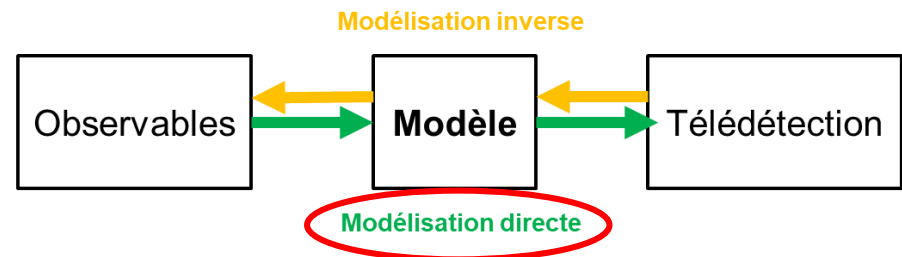 Modélisation inverse
Observables
Modèle
Télédétection
Modélisation directe